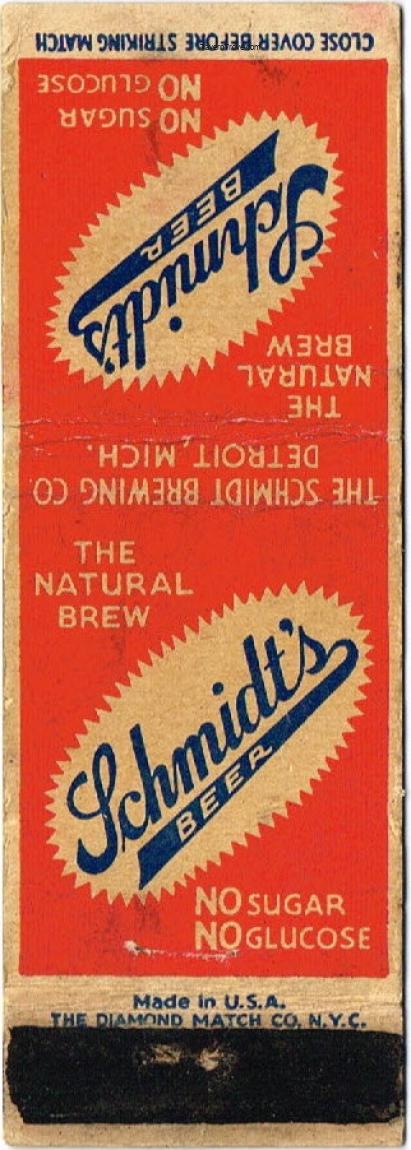 CLOSE COVER BEFORE STRIKING MATCH
NO SUGAR
NO GLUCOSE
Schmidt's
BEER
THE
NATURAL
BREW
THE SCHMIDT BREWING CO.
DETROIT, MICH.
THE
NATURAL
BREW
Schmidt's
BEER
NO SUGAR
NO GLUCOSE
Made in U.S.A.
THE DIAMOND MATCH CO. N.Y.C.